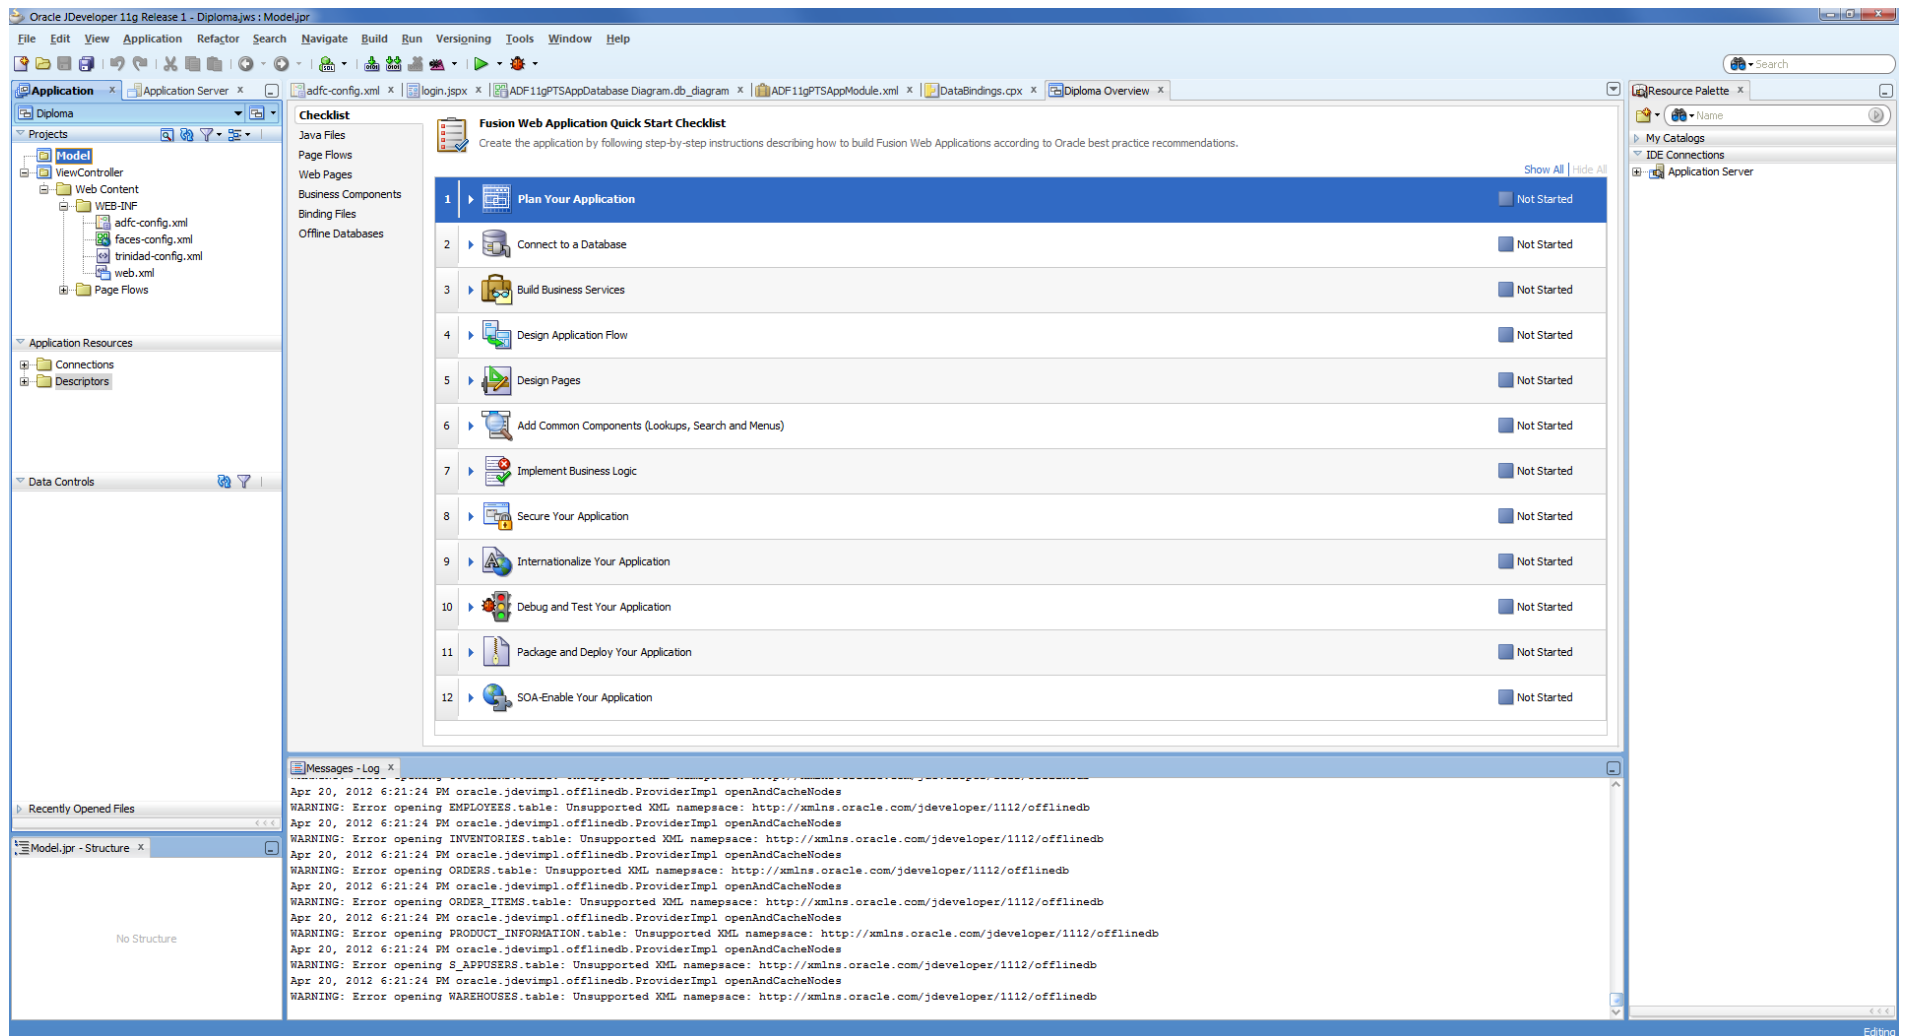 Oracle JDeveloper 11g Release 1 - Diploma.jws : Model.jpr
File Edit View Application Refactor Search Navigate Build Run Versioning Tools Window Help
Search
Application x Application Server x
adfc-config.xml x login.jspx x ADF11gPTSAppDatabase Diagram.db_diagram x ADF11gPTSAppModule.xml x DataBindings.cpx x Diploma Overview x
Resource Palette x
Diploma
Projects
Model
ViewController
Web Content
WEB-INF
adfc-config.xml
faces-config.xml
trinidad-config.xml
web.xml
Page Flows
Application Resources
Connections
Descriptors
Data Controls
Recently Opened Files
Model.jpr - Structure x
No Structure
Checklist
Java Files
Page Flows
Web Pages
Business Components
Binding Files
Offline Databases
Fusion Web Application Quick Start Checklist
Create the application by following step-by-step instructions describing how to build Fusion Web Applications according to Oracle best practice recommendations.
Show All | Hide All
1 Plan Your Application Not Started
2 Connect to a Database Not Started
3 Build Business Services Not Started
4 Design Application Flow Not Started
5 Design Pages Not Started
6 Add Common Components (Lookups, Search and Menus) Not Started
7 Implement Business Logic Not Started
8 Secure Your Application Not Started
9 Internationalize Your Application Not Started
10 Debug and Test Your Application Not Started
11 Package and Deploy Your Application Not Started
12 SOA-Enable Your Application Not Started
Messages - Log x
Apr 20, 2012 6:21:24 PM oracle.jdevimpl.offlinedb.ProviderImpl openAndCacheNodes
WARNING: Error opening EMPLOYEES.table: Unsupported XML namepsace: http://xmlns.oracle.com/jdeveloper/1112/offlinedb
Apr 20, 2012 6:21:24 PM oracle.jdevimpl.offlinedb.ProviderImpl openAndCacheNodes
WARNING: Error opening INVENTORIES.table: Unsupported XML namepsace: http://xmlns.oracle.com/jdeveloper/1112/offlinedb
Apr 20, 2012 6:21:24 PM oracle.jdevimpl.offlinedb.ProviderImpl openAndCacheNodes
WARNING: Error opening ORDERS.table: Unsupported XML namepsace: http://xmlns.oracle.com/jdeveloper/1112/offlinedb
Apr 20, 2012 6:21:24 PM oracle.jdevimpl.offlinedb.ProviderImpl openAndCacheNodes
WARNING: Error opening ORDER_ITEMS.table: Unsupported XML namepsace: http://xmlns.oracle.com/jdeveloper/1112/offlinedb
Apr 20, 2012 6:21:24 PM oracle.jdevimpl.offlinedb.ProviderImpl openAndCacheNodes
WARNING: Error opening PRODUCT_INFORMATION.table: Unsupported XML namepsace: http://xmlns.oracle.com/jdeveloper/1112/offlinedb
Apr 20, 2012 6:21:24 PM oracle.jdevimpl.offlinedb.ProviderImpl openAndCacheNodes
WARNING: Error opening S_APPUSERS.table: Unsupported XML namepsace: http://xmlns.oracle.com/jdeveloper/1112/offlinedb
Apr 20, 2012 6:21:24 PM oracle.jdevimpl.offlinedb.ProviderImpl openAndCacheNodes
WARNING: Error opening WAREHOUSES.table: Unsupported XML namepsace: http://xmlns.oracle.com/jdeveloper/1112/offlinedb
Name
My Catalogs
IDE Connections
Application Server
Editing